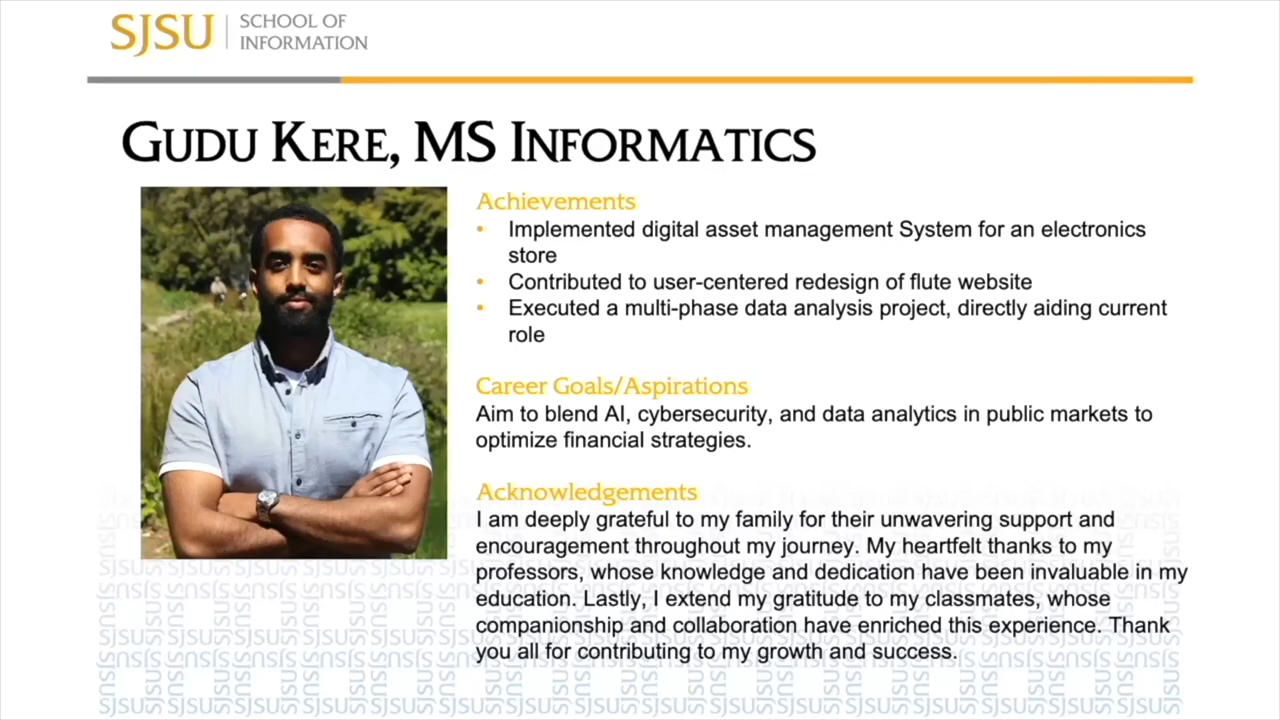 SJSU
SCHOOL OF
INFORMATION
GUDU KERE, MS INFORMATICS
Achievements
• Implemented digital asset management System for an electronics
store
• Contributed to user-centered redesign of flute website
• Executed a multi-phase data analysis project, directly aiding current
role
Career Goals/Aspirations
Aim to blend AI, cybersecurity, and data analytics in public markets to
optimize financial strategies.
Acknowledgements
I am deeply grateful to my family for their unwavering support and
encouragement throughout my journey. My heartfelt thanks to my
professors, whose knowledge and dedication have been invaluable in my
education. Lastly, I extend my gratitude to my classmates, whose
companionship and collaboration have enriched this experience. Thank
you all for contributing to my growth and success.